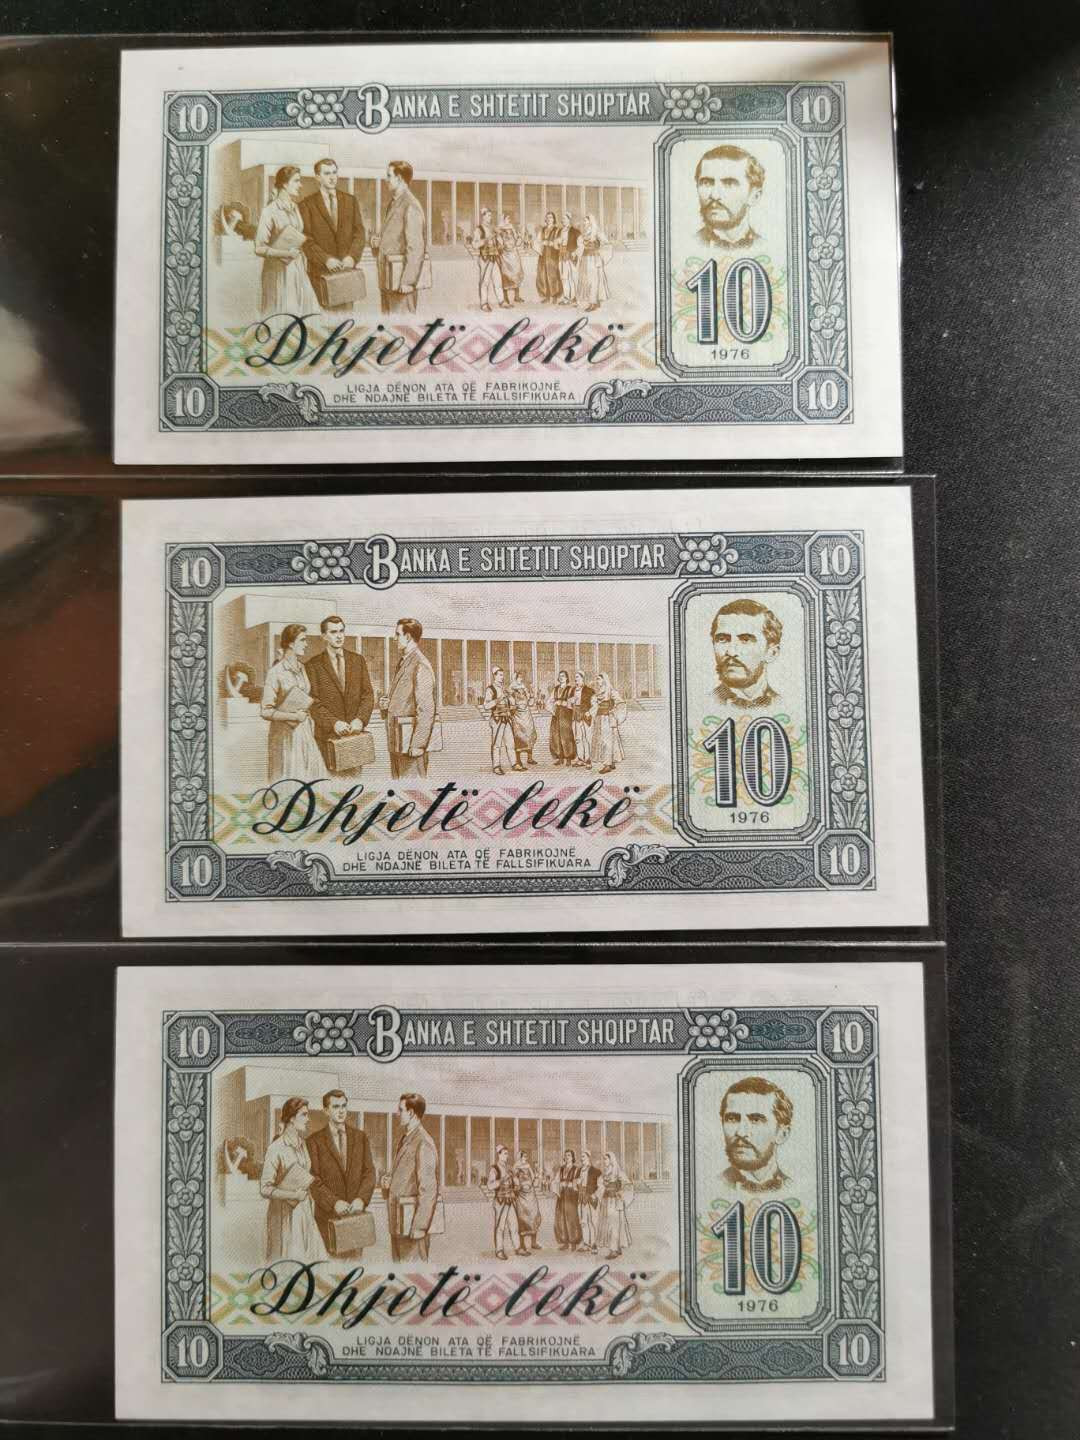 10 BANKA E SHTETIT SHQIPTAR 10
10
1976
Dhjetë lekë
LIGJA DËNON ATA QË FABRIKOJNË
DHE NDAJNË BILETA TË FALLSIFIKUARA
10 10
10 BANKA E SHTETIT SHQIPTAR 10
10
1976
Dhjetë lekë
LIGJA DËNON ATA QË FABRIKOJNË
DHE NDAJNË BILETA TË FALLSIFIKUARA
10 10
10 BANKA E SHTETIT SHQIPTAR 10
10
1976
Dhjetë lekë
LIGJA DËNON ATA QË FABRIKOJNË
DHE NDAJNË BILETA TË FALLSIFIKUARA
10 10